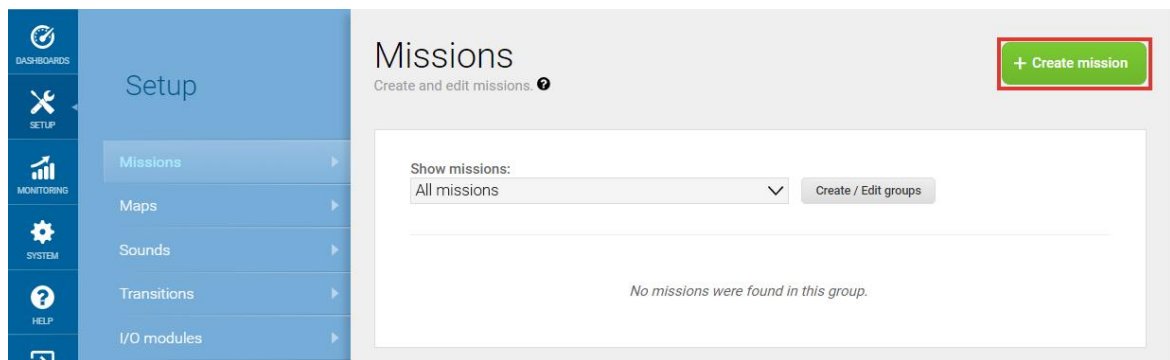 DASHBOARDS
SETUP
MONITORING
SYSTEM
HELP
Setup
Missions
Maps
Sounds
Transitions
I/O modules
Missions
Create and edit missions.
+ Create mission
Show missions:
All missions
Create / Edit groups
No missions were found in this group.